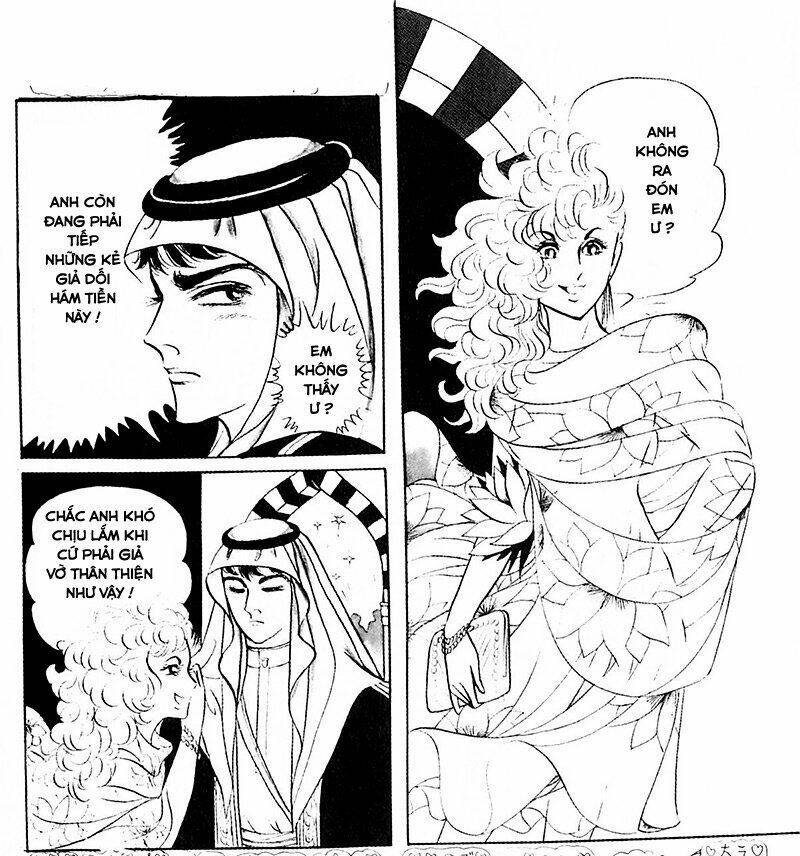 ANH
KHÔNG
RA
ĐÓN
EM
Ư ?
ANH CÒN
ĐANG PHẢI
TIẾP
NHỮNG KẺ
GIẢ DỐI
HÁM TIỀN
NÀY !
EM
KHÔNG
THẤY
Ư ?
CHẮC ANH KHÓ
CHỊU LẮM KHI
CỨ PHẢI GIẢ
VỜ THÂN THIỆN
NHƯ VẬY !